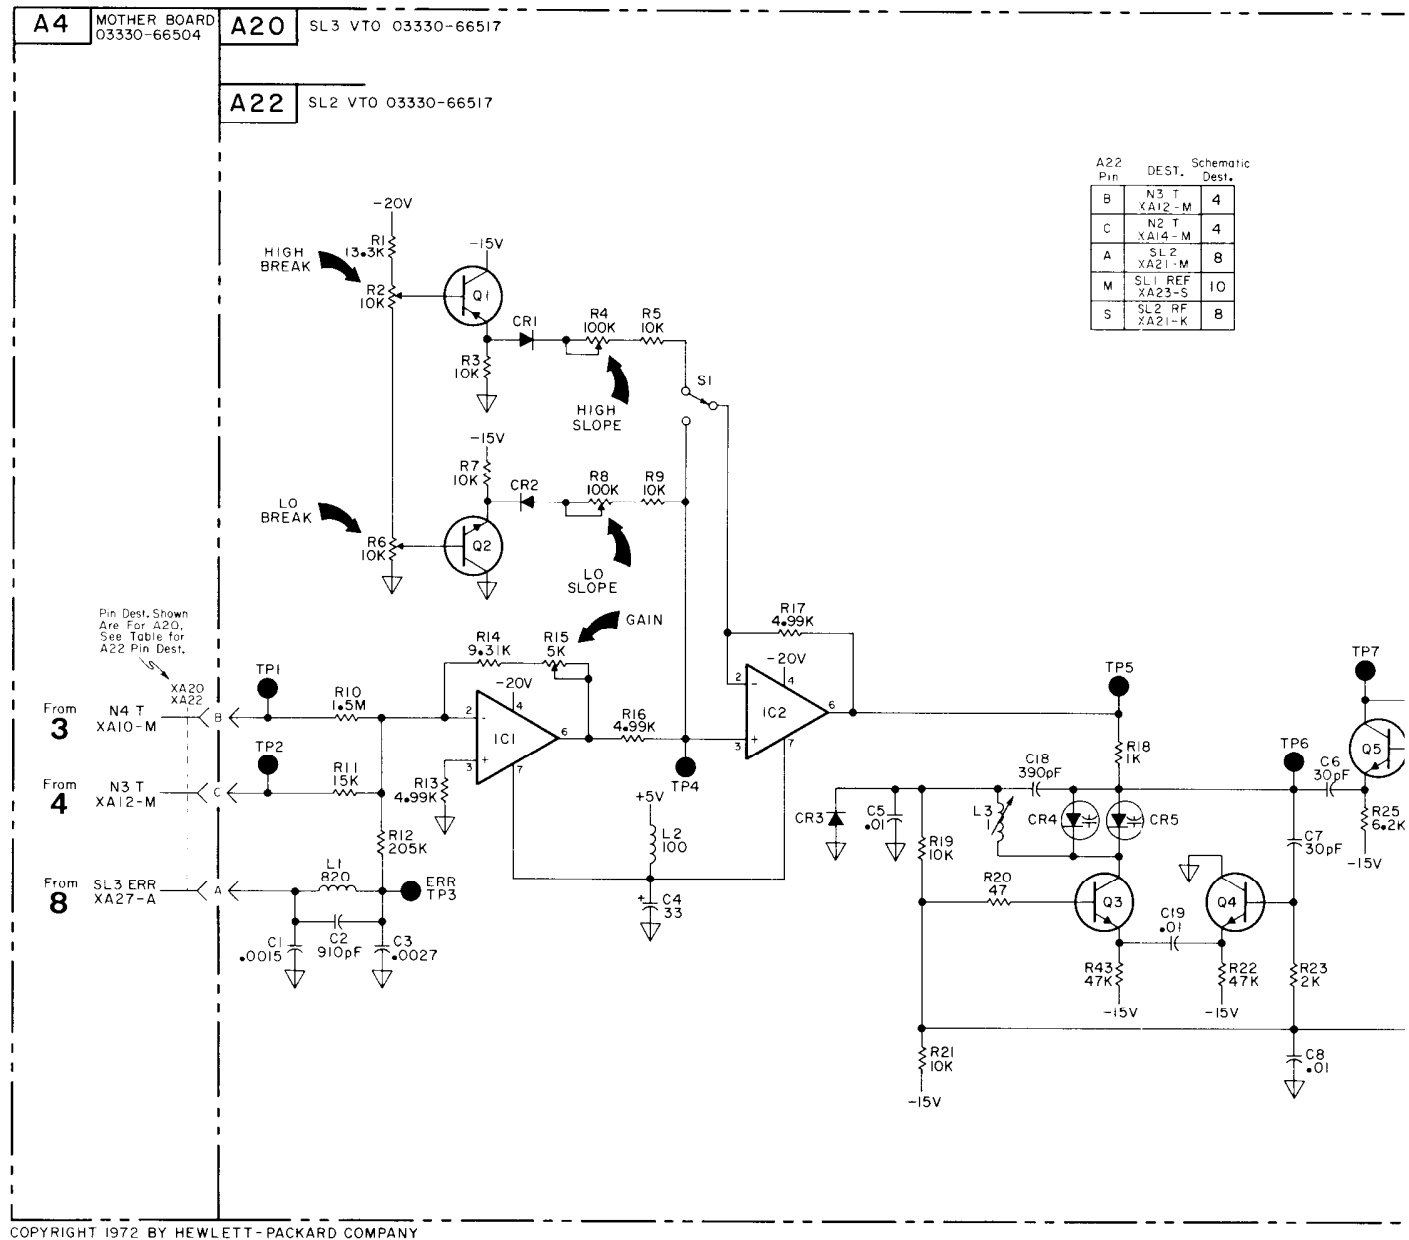 A4
MOTHER BOARD
03330-66504
A20
SL3 VTO 03330-66517
A22
SL2 VTO 03330-66517
A22
Pin
DEST.
Schematic
Dest.
B
N3 T
XA12-M
4
C
N2 T
XA14-M
4
A
SL2
XA21-M
8
M
SL1 REF
XA23-S
10
S
SL2 RF
XA21-K
8
-20V
R1
13.3K
-15V
HIGH
BREAK
R2
10K
Q1
CR1
R4
100K
R5
10K
R3
10K
S1
HIGH
SLOPE
-15V
R7
10K
CR2
R8
100K
R9
10K
LO
BREAK
R6
10K
Q2
LO
SLOPE
Pin Dest. Shown
Are For A20,
See Table for
A22 Pin Dest.
GAIN
R14
9.31K
R15
5K
R17
4.99K
-20V
-20V
TP1
TP5
TP7
XA20
XA22
From
3
N4 T
XA10-M
B
R10
1.5M
2
-
4
IC1
6
3
+
7
R16
4.99K
2
-
4
IC2
6
3
+
7
R18
1K
Q5
TP2
TP4
TP6
From
4
N3 T
XA12-M
C
R11
15K
R13
4.99K
+5V
C18
390pF
C6
30pF
CR3
C5
.01
L3
1
CR4
CR5
R25
6.2K
-15V
R12
205K
L2
100
R19
10K
C7
30pF
From
8
SL3 ERR
XA27-A
A
L1
820
ERR
TP3
+
C4
33
R20
47
Q3
Q4
C19
.01
C1
.0015
C2
910pF
C3
.0027
R43
47K
R22
47K
R23
2K
-15V
-15V
R21
10K
C8
.01
-15V
COPYRIGHT 1972 BY HEWLETT-PACKARD COMPANY